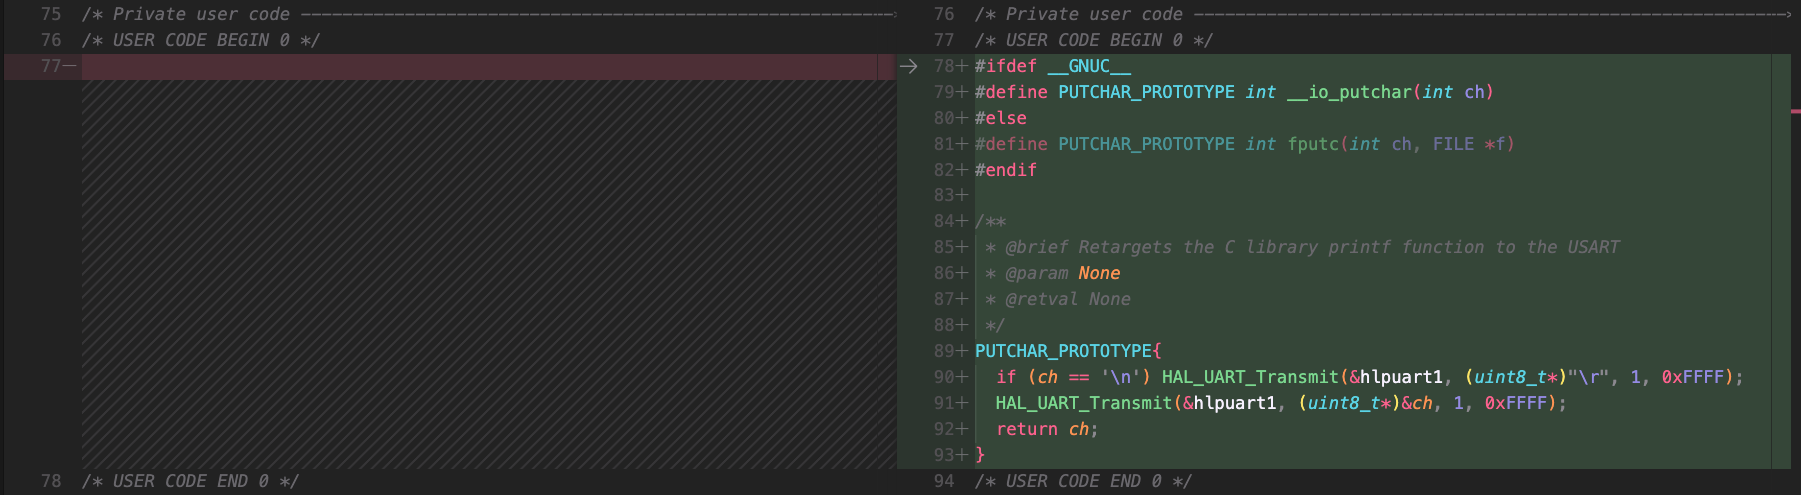 75 /* Private user code ---------------------------------------------------------
76 /* USER CODE BEGIN 0 */
77-
78 /* USER CODE END 0 */
76 /* Private user code --------------------------------------------------------->
77 /* USER CODE BEGIN 0 */
→ 78+ #ifdef __GNUC__
79+ #define PUTCHAR_PROTOTYPE int __io_putchar(int ch)
80+ #else
81+ #define PUTCHAR_PROTOTYPE int fputc(int ch, FILE *f)
82+ #endif
83+
84+ /**
85+  * @brief Retargets the C library printf function to the USART
86+  * @param None
87+  * @retval None
88+  */
89+ PUTCHAR_PROTOTYPE{
90+   if (ch == '\n') HAL_UART_Transmit(&hlpuart1, (uint8_t*)"\r", 1, 0xFFFF);
91+   HAL_UART_Transmit(&hlpuart1, (uint8_t*)&ch, 1, 0xFFFF);
92+   return ch;
93+ }
94 /* USER CODE END 0 */